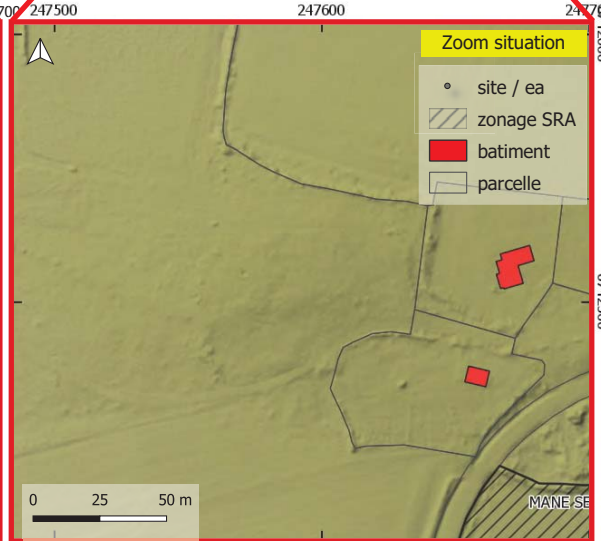 247500
247600
Zoom situation
site / ea
zonage SRA
batiment
parcelle
0 25 50 m
MANE SE